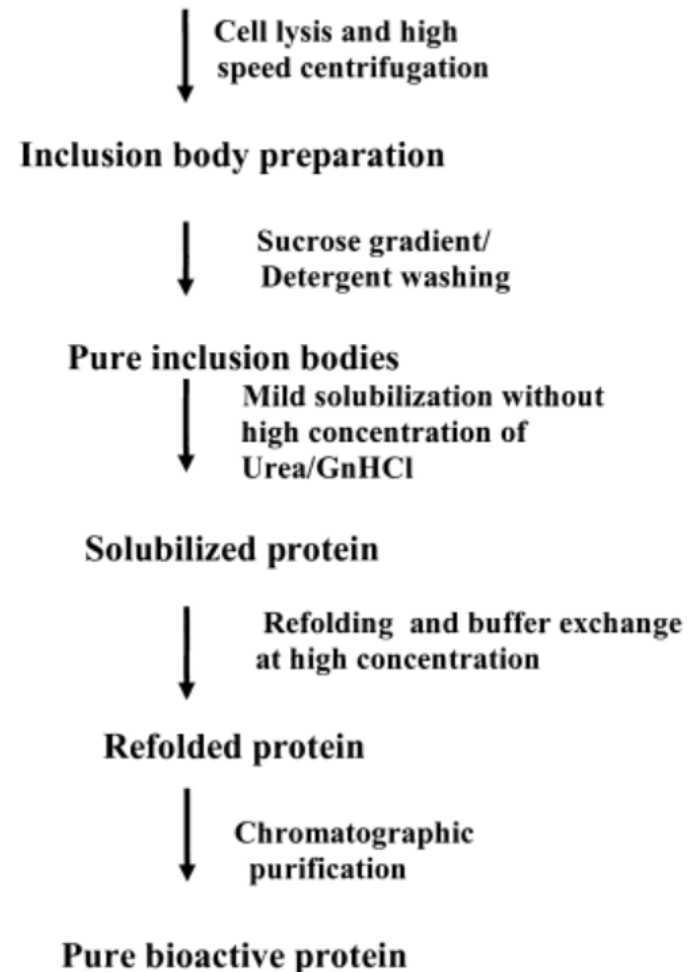 Cell lysis and high
speed centrifugation
Inclusion body preparation
Sucrose gradient/
Detergent washing
Pure inclusion bodies
Mild solubilization without
high concentration of
Urea/GnHCl
Solubilized protein
Refolding and buffer exchange
at high concentration
Refolded protein
Chromatographic
purification
Pure bioactive protein